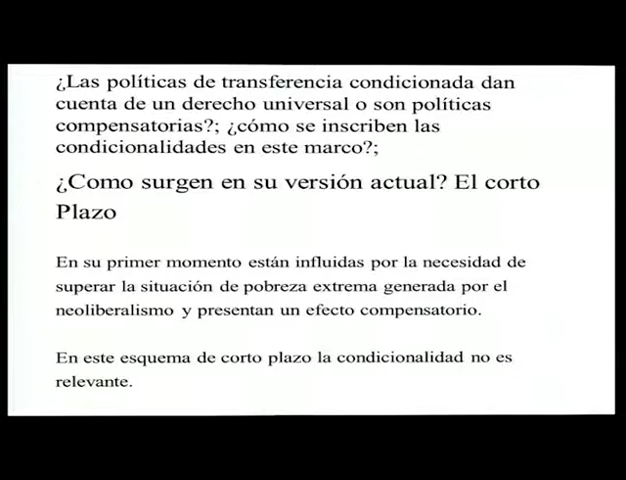 ¿Las políticas de transferencia condicionada dan
cuenta de un derecho universal o son políticas
compensatorias?; ¿cómo se inscriben las
condicionalidades en este marco?;
¿Como surgen en su versión actual? El corto
Plazo
En su primer momento están influidas por la necesidad de
superar la situación de pobreza extrema generada por el
neoliberalismo y presentan un efecto compensatorio.
En este esquema de corto plazo la condicionalidad no es
relevante.